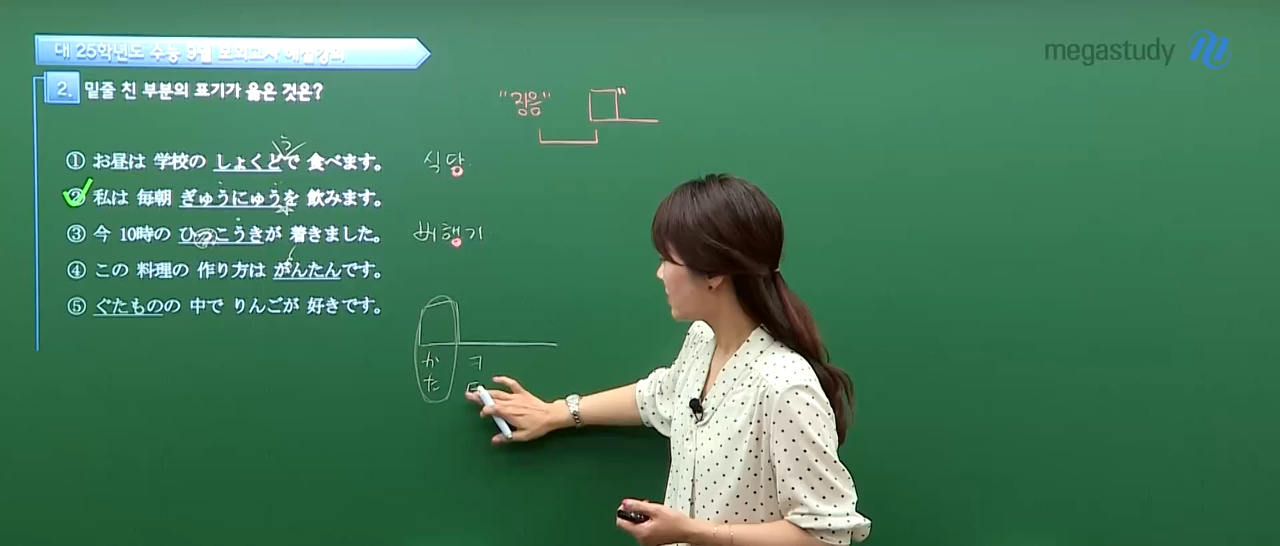 대 25학년도 수능 9월 모의고사 해설강의
megastudy
2. 밑줄 친 부분의 표기가 옳은 것은?
"장음" "
① お昼は 学校の しょくどで 食べます。 う 식당
② 私は 毎朝 ぎゅうにゅうを 飲みます。
③ 今 10時の ひっこうきが 着きました。 비행기
④ この 料理の 作り方は がんたんです。
⑤ ぐたものの 中で りんごが 好きです。
か ㅋ
た ㅌ